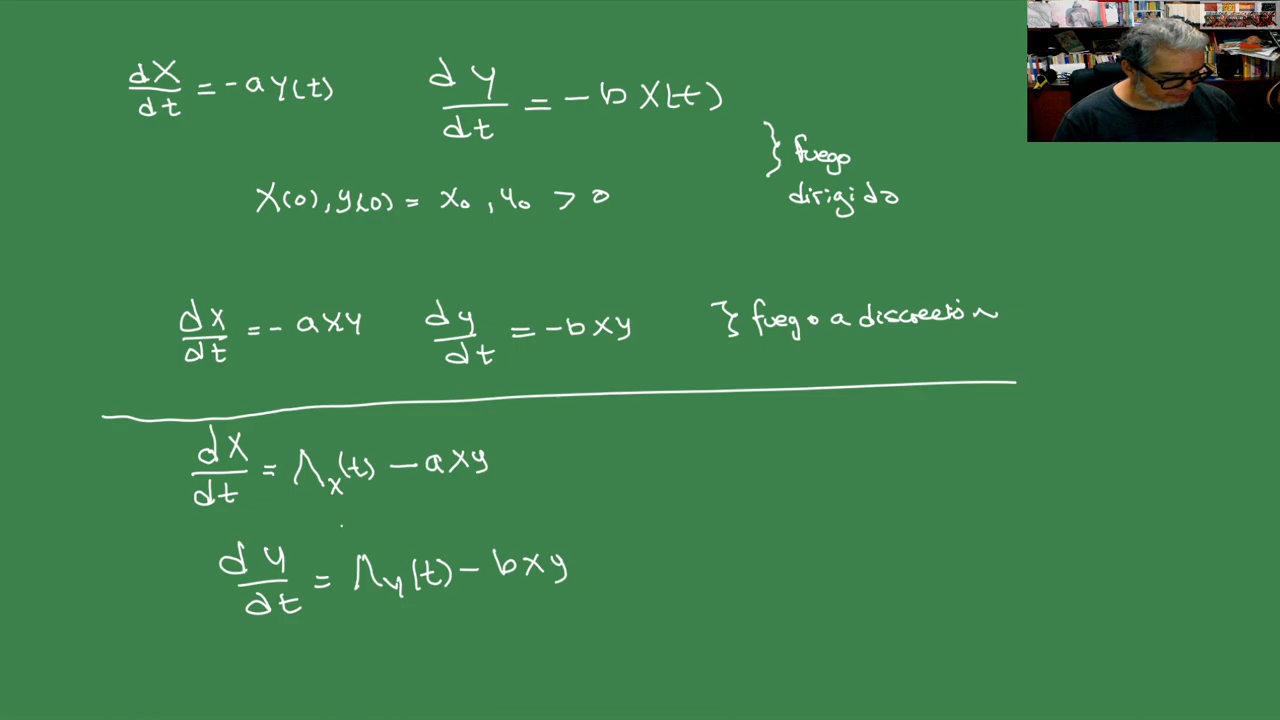 dX/dt = -aY(t) dY/dt = -bX(t)
} fuego
dirigido
X(0), y(0) = x₀, y₀ > 0
dx/dt = -axy dy/dt = -bxy } fuego a discreción
dX/dt = Λₓ(t) - axy
dy/dt = Λ_y(t) - bxy